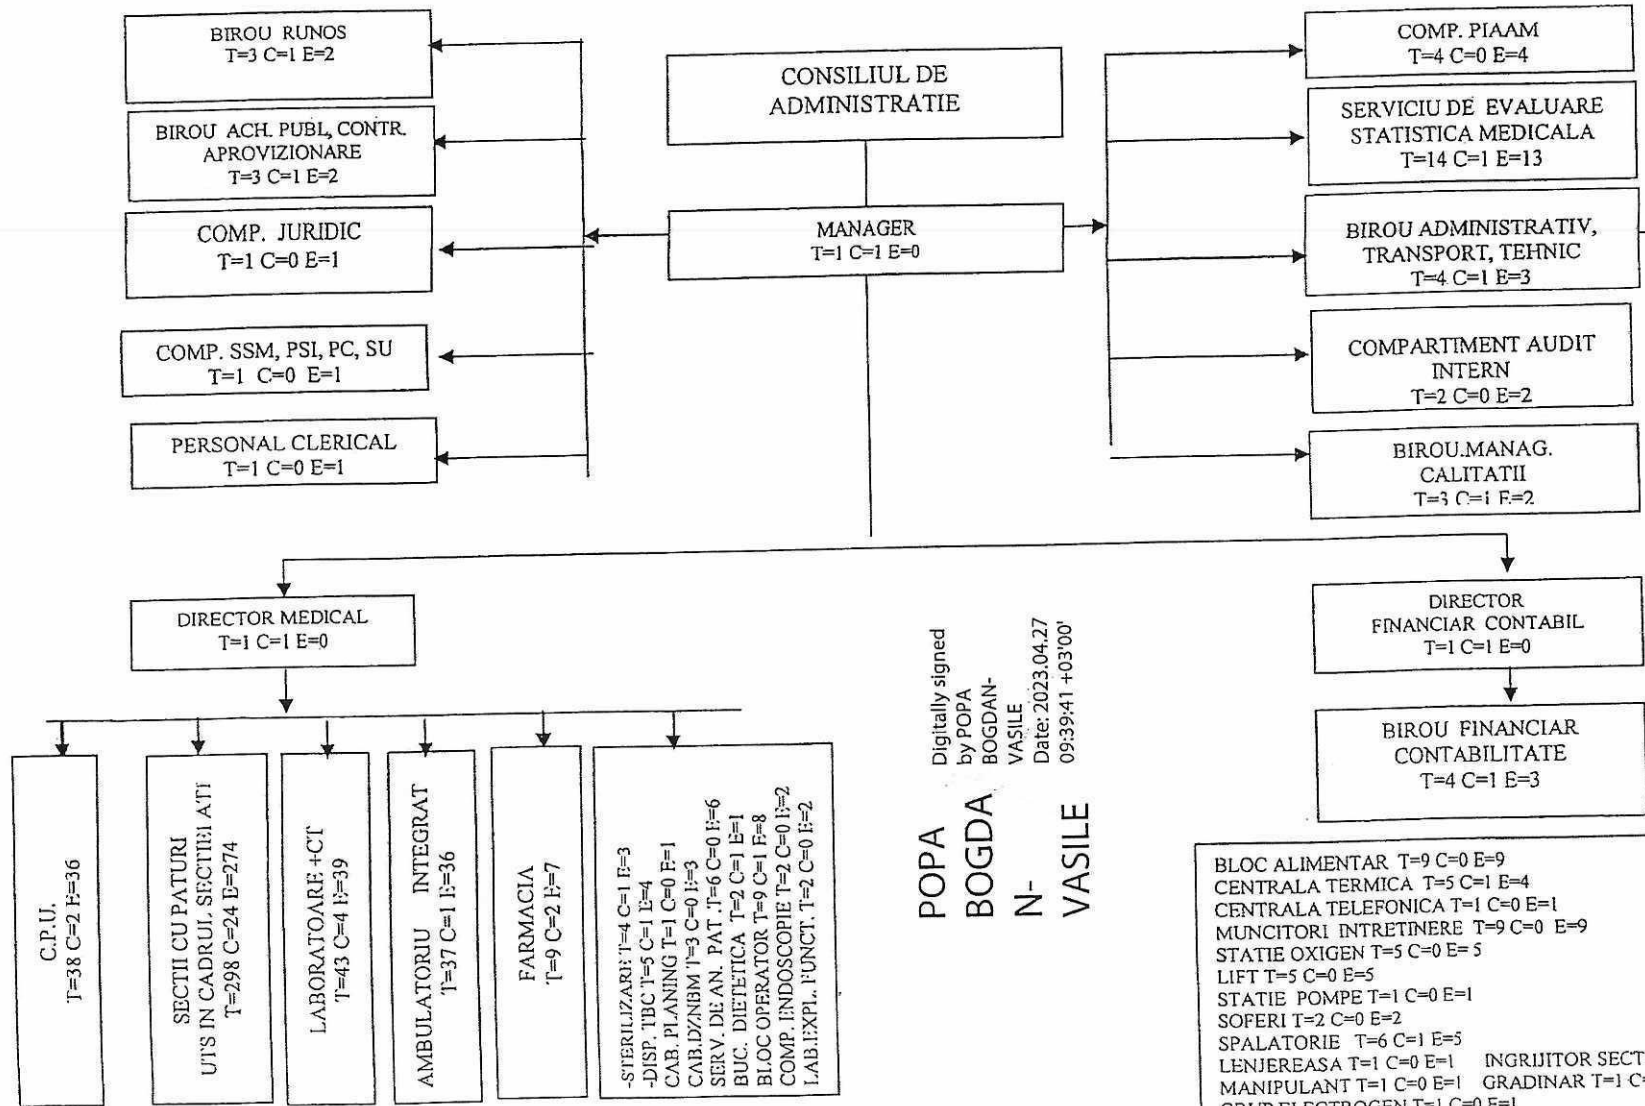 BIROU RUNOS
T=3 C=1 E=2
BIROU ACH. PUBL, CONTR.
APROVIZIONARE
T=3 C=1 E=2
COMP. JURIDIC
T=1 C=0 E=1
COMP. SSM, PSI, PC, SU
T=1 C=0 E=1
PERSONAL CLERICAL
T=1 C=0 E=1
CONSILIUL DE
ADMINISTRATIE
MANAGER
T=1 C=1 E=0
COMP. PIAAM
T=4 C=0 E=4
SERVICIU DE EVALUARE
STATISTICA MEDICALA
T=14 C=1 E=13
BIROU ADMINISTRATIV,
TRANSPORT, TEHNIC
T=4 C=1 E=3
COMPARTIMENT AUDIT
INTERN
T=2 C=0 E=2
BIROU.MANAG.
CALITATII
T=3 C=1 E=2
DIRECTOR MEDICAL
T=1 C=1 E=0
DIRECTOR
FINANCIAR CONTABIL
T=1 C=1 E=0
BIROU FINANCIAR
CONTABILITATE
T=4 C=1 E=3
C.P.U.
T=38 C=2 E=36
SECTII CU PATURI
UTS IN CADRUL SECTIEI ATI
T=298 C=24 E=274
LABORATOARE +CT
T=43 C=4 E=39
AMBULATORIU INTEGRAT
T=37 C=1 E=36
FARMACIA
T=9 C=2 E=7
-STERILIZARE T=4 C=1 E=3
-DISP. TBC T=5 C=1 E=4
CAB. PLANING T=1 C=0 E=1
CAB.DZNBM T=3 C=0 E=3
SERV. DE AN. PAT .T=6 C=0 E=6
BUC. DIETETICA T=2 C=1 E=1
BLOC OPERATOR T=9 C=1 E=8
COMP. ENDOSCOPIE T=2 C=0 E=2
LAB.EXPL. FUNCT. T=2 C=0 E=2
POPA
BOGDA
N-
VASILE
Digitally signed
by POPA
BOGDAN-
VASILE
Date: 2023.04.27
09:39:41 +03'00'
BLOC ALIMENTAR T=9 C=0 E=9
CENTRALA TERMICA T=5 C=1 E=4
CENTRALA TELEFONICA T=1 C=0 E=1
MUNCITORI INTRETINERE T=9 C=0 E=9
STATIE OXIGEN T=5 C=0 E= 5
LIFT T=5 C=0 E=5
STATIE POMPE T=1 C=0 E=1
SOFERI T=2 C=0 E=2
SPALATORIE T=6 C=1 E=5
LENJEREASA T=1 C=0 E=1 INGRIJITOR SECT
MANIPULANT T=1 C=0 E=1 GRADINAR T=1 C=
GRUP ELECTROGEN T=1 C=0 E=1